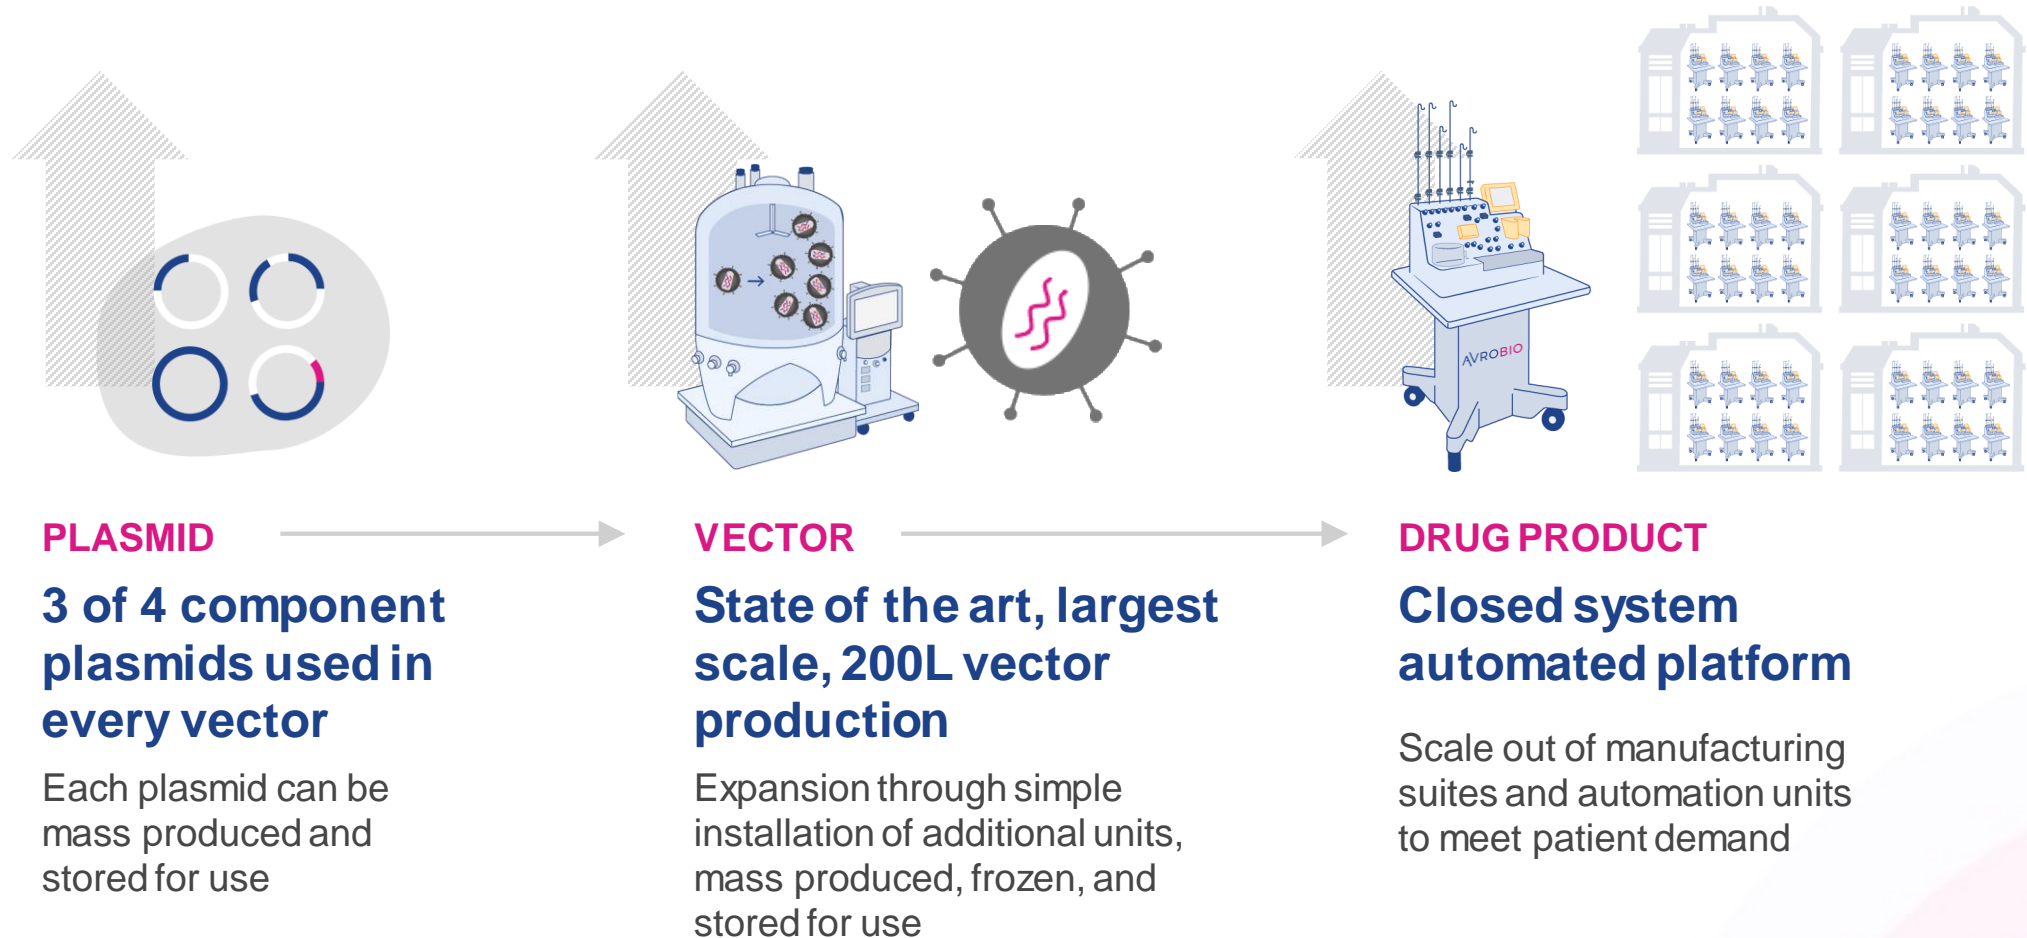 AVROBIO
PLASMID
3 of 4 component
plasmids used in
every vector
Each plasmid can be
mass produced and
stored for use
VECTOR
State of the art, largest
scale, 200L vector
production
Expansion through simple
installation of additional units,
mass produced, frozen, and
stored for use
DRUG PRODUCT
Closed system
automated platform
Scale out of manufacturing
suites and automation units
to meet patient demand